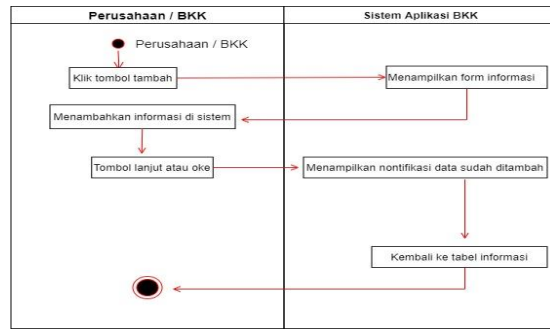 Perusahaan / BKK
Sistem Aplikasi BKK
Perusahaan / BKK
Klik tombol tambah
Menampilkan form informasi
Menambahkan informasi di sistem
Tombol lanjut atau oke
Menampilkan nontifikasi data sudah ditambah
Kembali ke tabel informasi